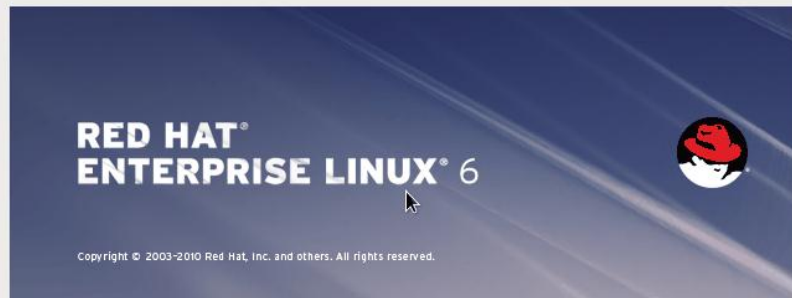 RED HAT®
ENTERPRISE LINUX® 6
Copyright © 2003-2010 Red Hat, Inc. and others. All rights reserved.